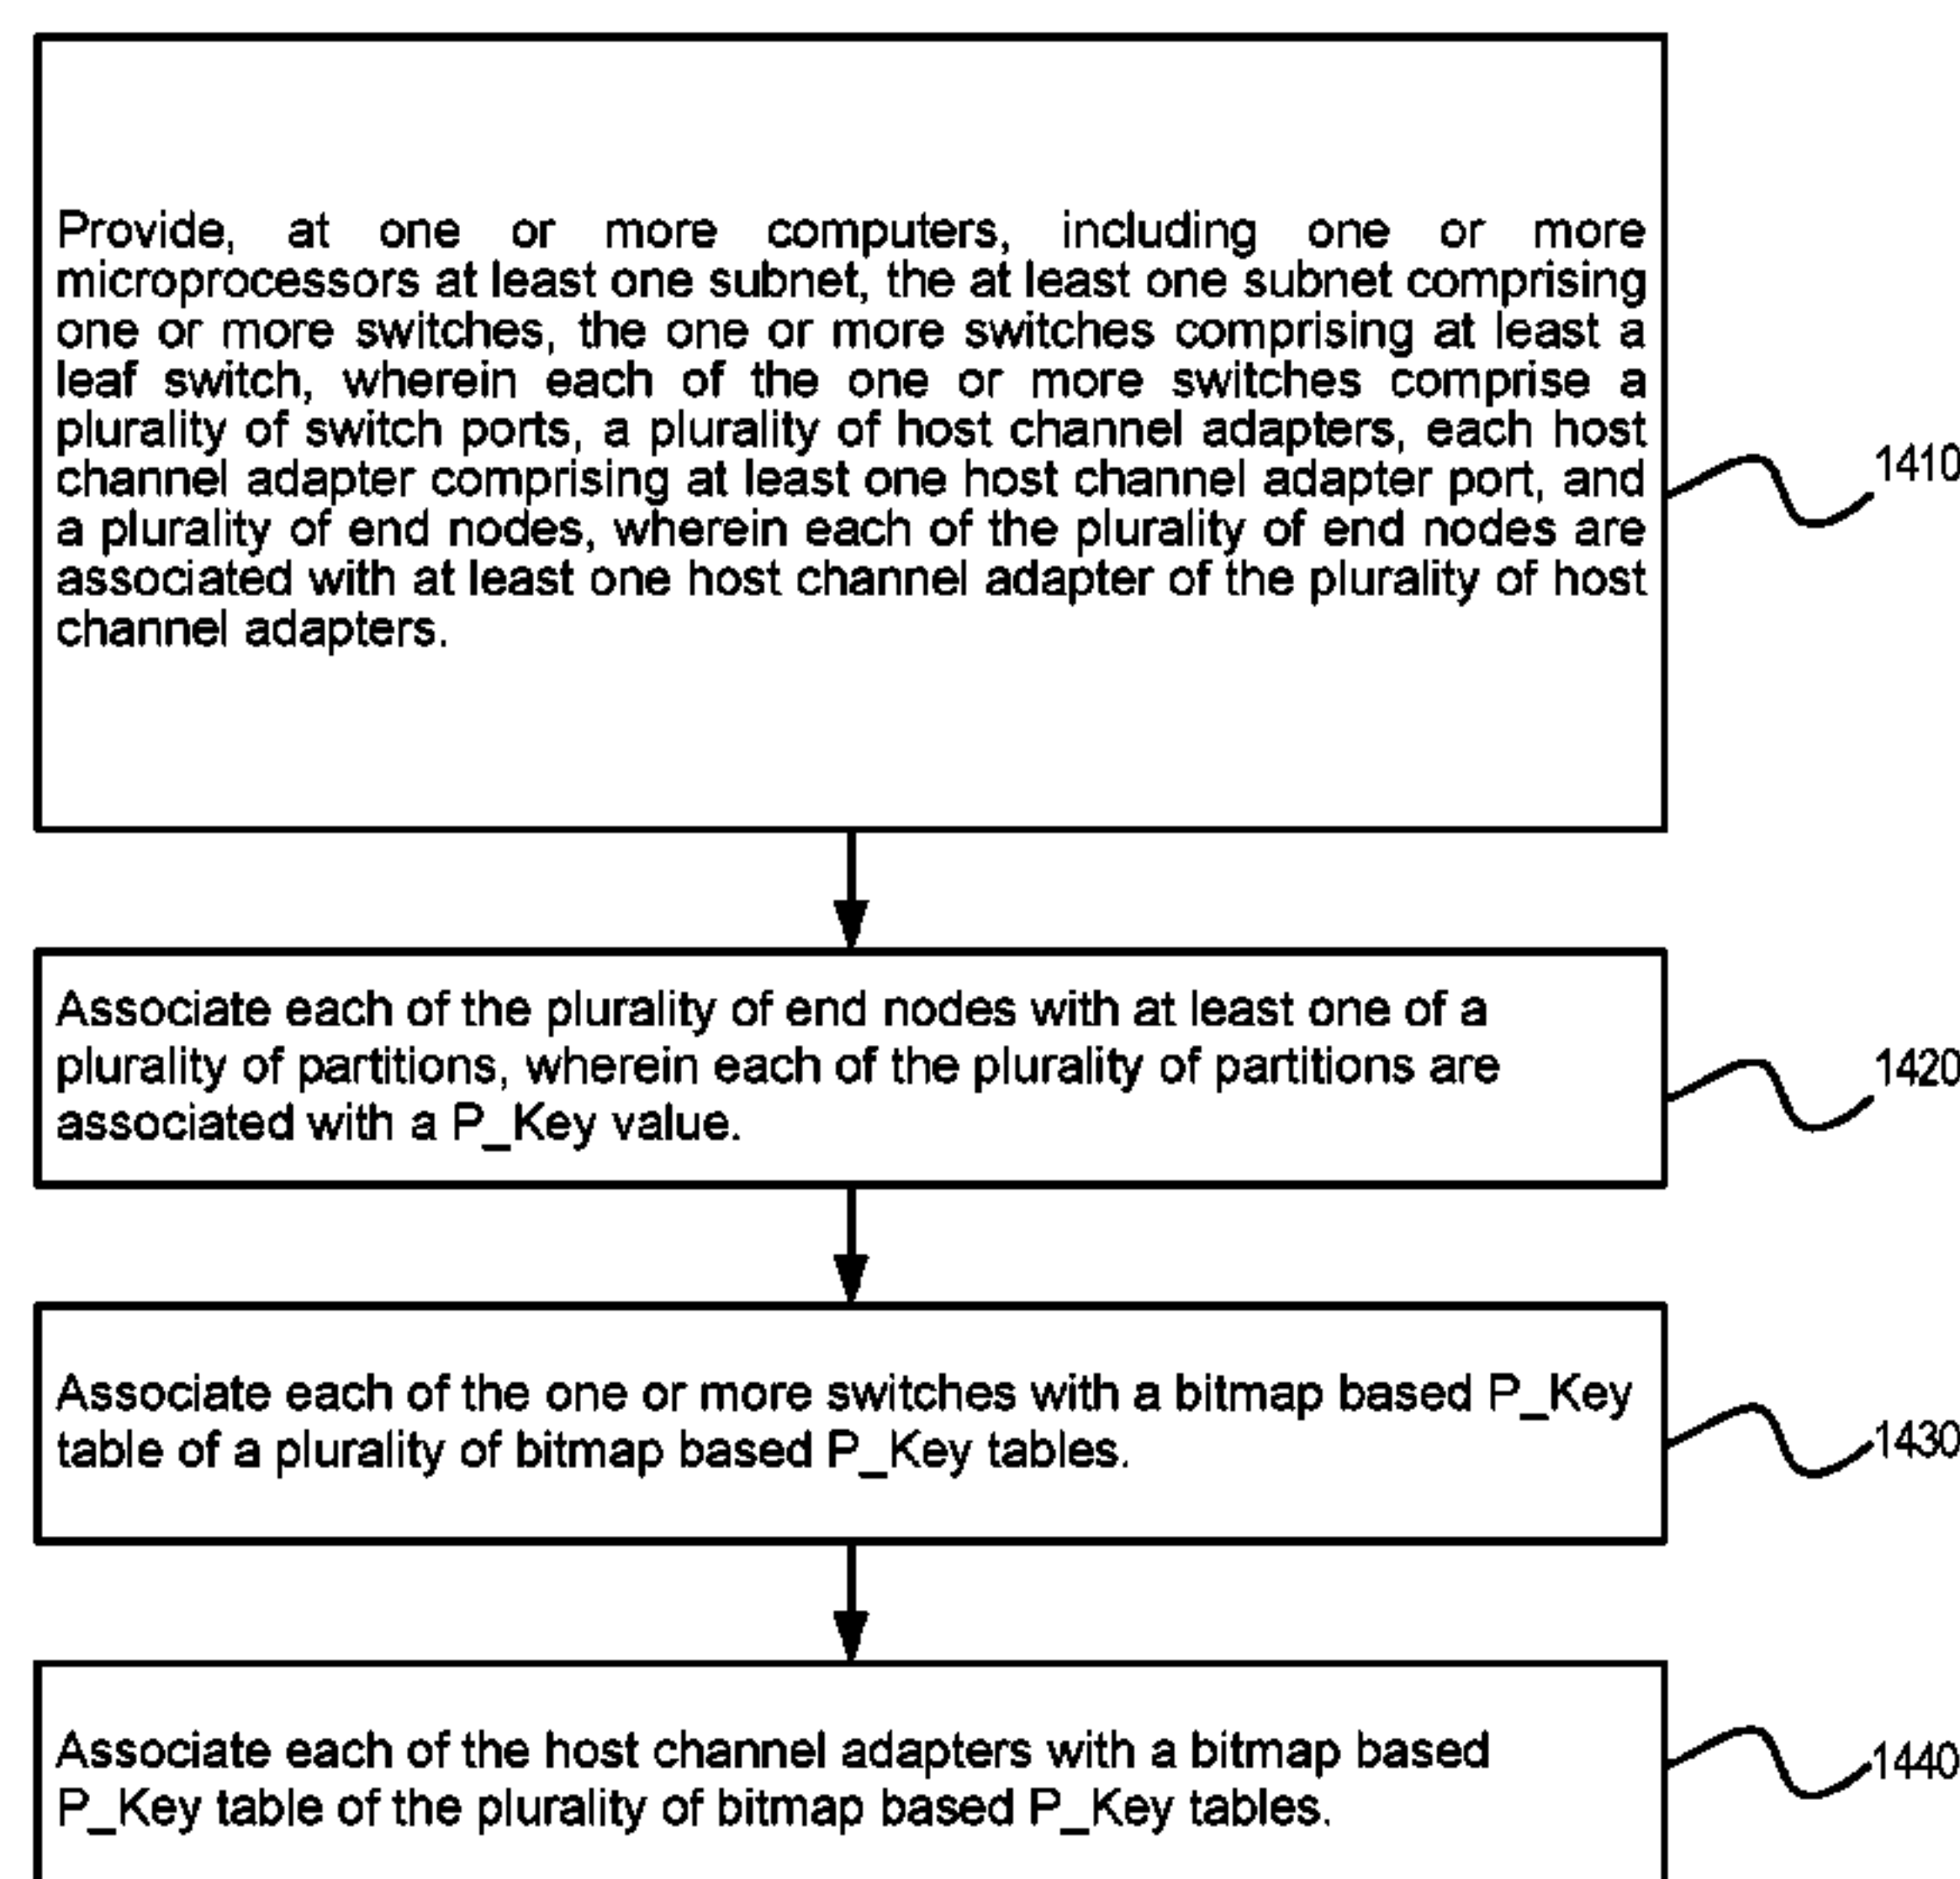 Provide, at one or more computers, including one or more
microprocessors at least one subnet, the at least one subnet comprising
one or more switches, the one or more switches comprising at least a
leaf switch, wherein each of the one or more switches comprise a
plurality of switch ports, a plurality of host channel adapters, each host
channel adapter comprising at least one host channel adapter port, and
a plurality of end nodes, wherein each of the plurality of end nodes are
associated with at least one host channel adapter of the plurality of host
channel adapters.
1410
Associate each of the plurality of end nodes with at least one of a
plurality of partitions, wherein each of the plurality of partitions are
associated with a P_Key value.
1420
Associate each of the one or more switches with a bitmap based P_Key
table of a plurality of bitmap based P_Key tables.
1430
Associate each of the host channel adapters with a bitmap based
P_Key table of the plurality of bitmap based P_Key tables.
1440